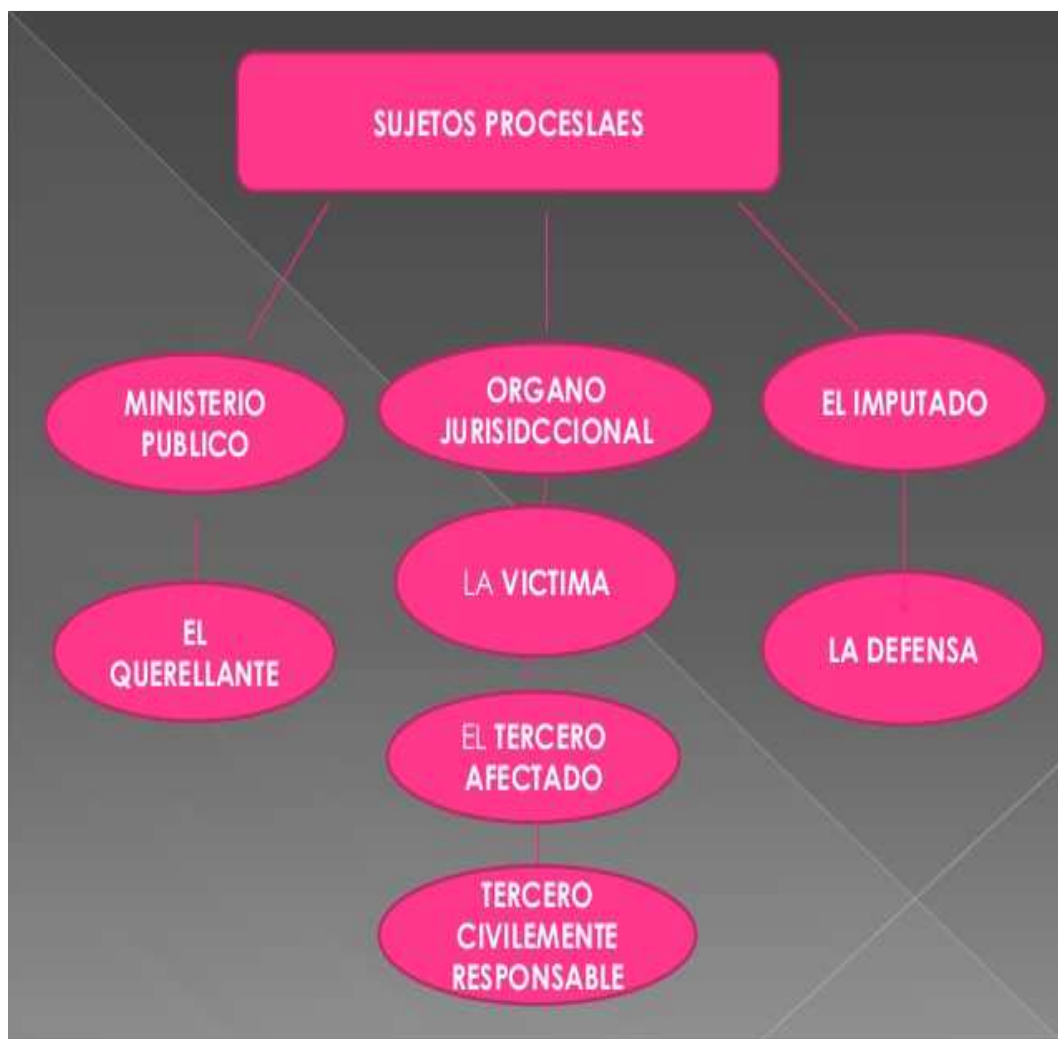 SUJETOS PROCESLAES
MINISTERIO
PUBLICO
ORGANO
JURISIDCCIONAL
EL IMPUTADO
EL
QUERELLANTE
LA VICTIMA
LA DEFENSA
EL TERCERO
AFECTADO
TERCERO
CIVILEMENTE
RESPONSABLE